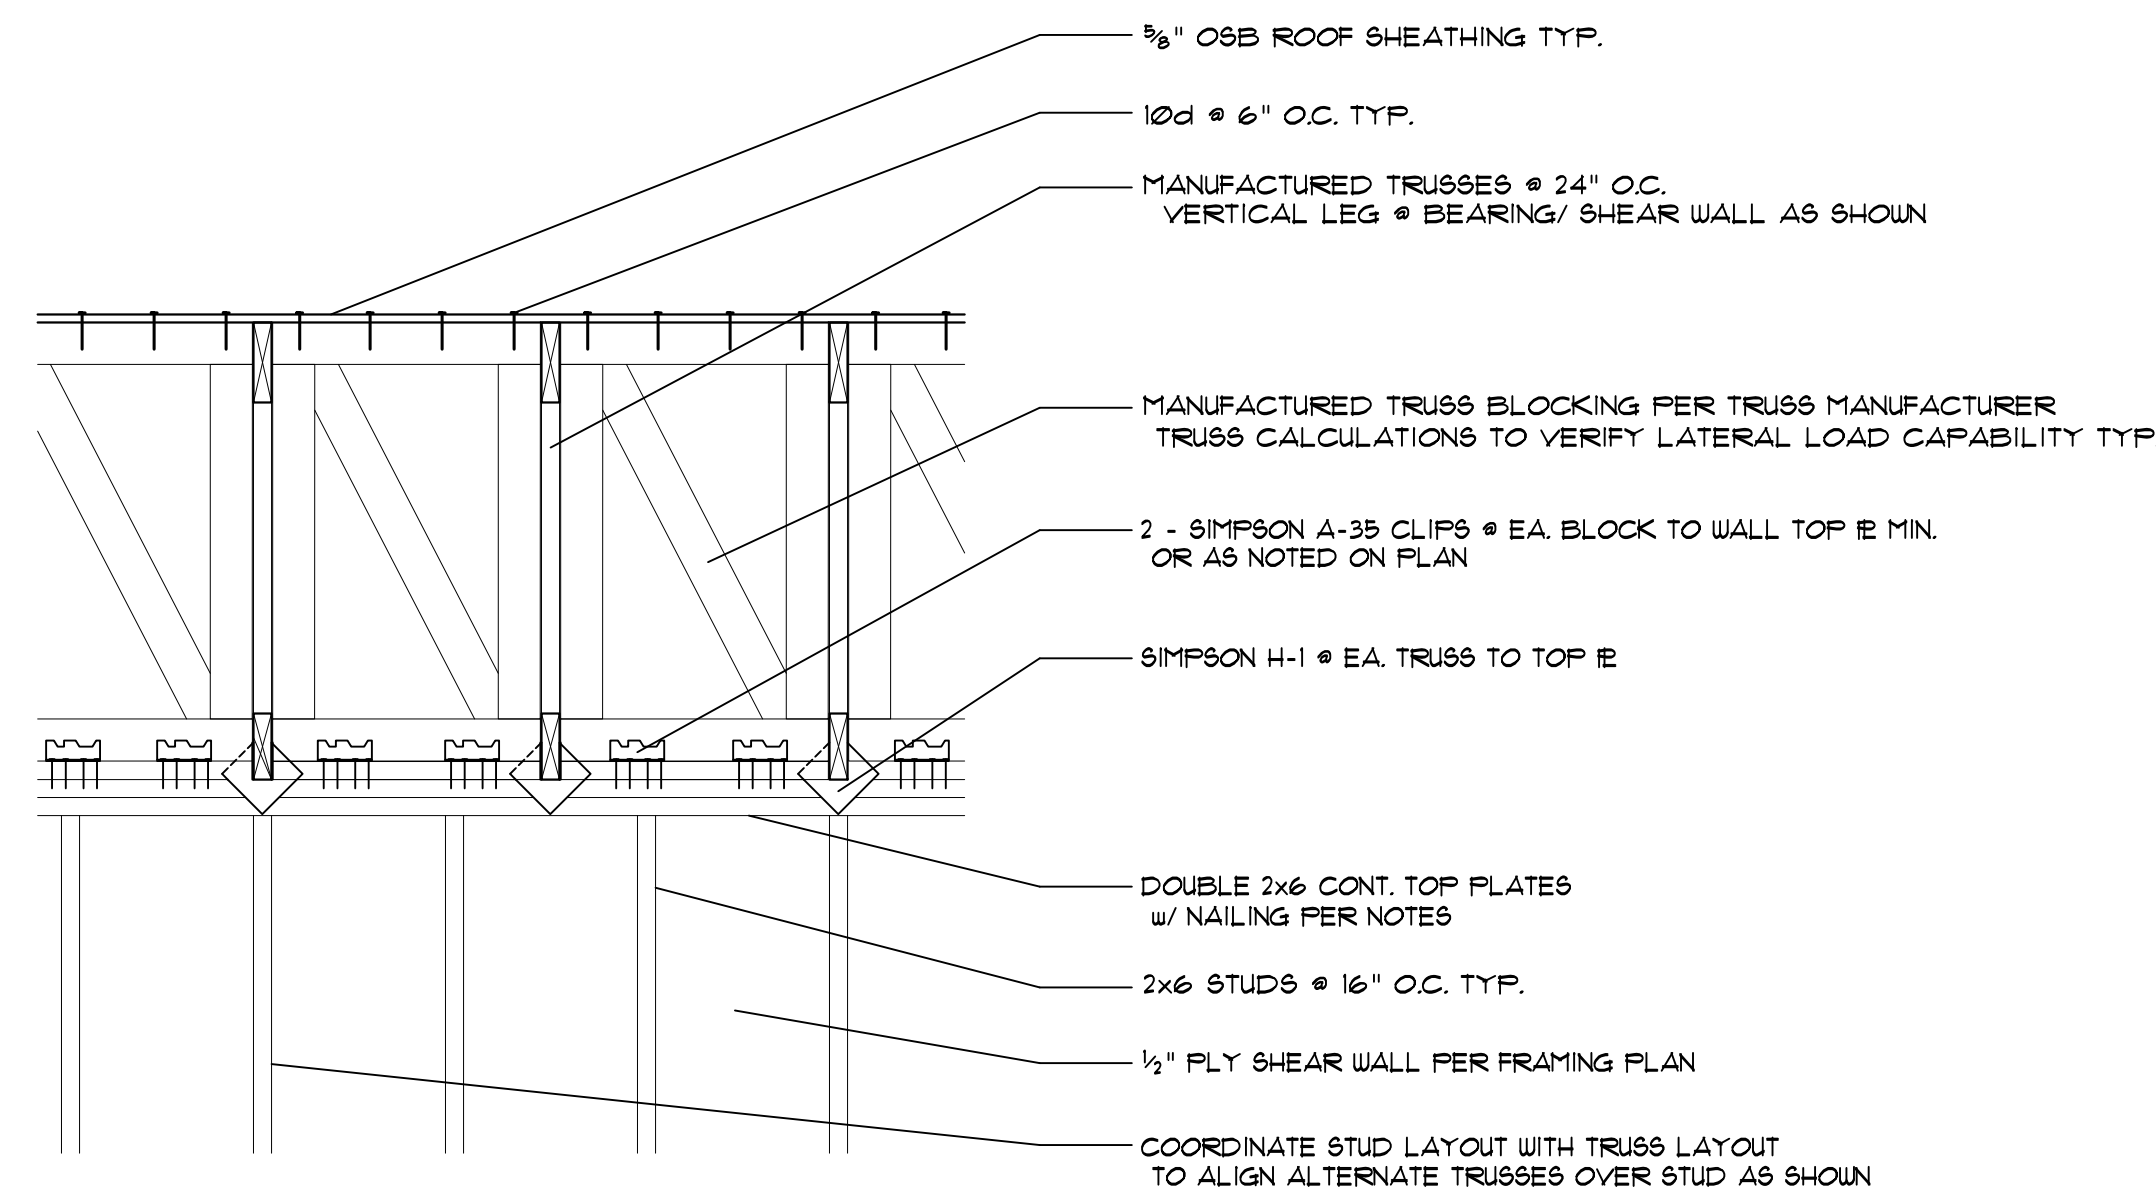 5/8" OSB ROOF SHEATHING TYP.
10d @ 6" O.C. TYP.
MANUFACTURED TRUSSES @ 24" O.C.
VERTICAL LEG @ BEARING/ SHEAR WALL AS SHOWN
MANUFACTURED TRUSS BLOCKING PER TRUSS MANUFACTURER
TRUSS CALCULATIONS TO VERIFY LATERAL LOAD CAPABILITY TYP
2 - SIMPSON A-35 CLIPS @ EA. BLOCK TO WALL TOP PL MIN.
OR AS NOTED ON PLAN
SIMPSON H-1 @ EA. TRUSS TO TOP PL
DOUBLE 2x6 CONT. TOP PLATES
w/ NAILING PER NOTES
2x6 STUDS @ 16" O.C. TYP.
1/2" PLY SHEAR WALL PER FRAMING PLAN
COORDINATE STUD LAYOUT WITH TRUSS LAYOUT
TO ALIGN ALTERNATE TRUSSES OVER STUD AS SHOWN